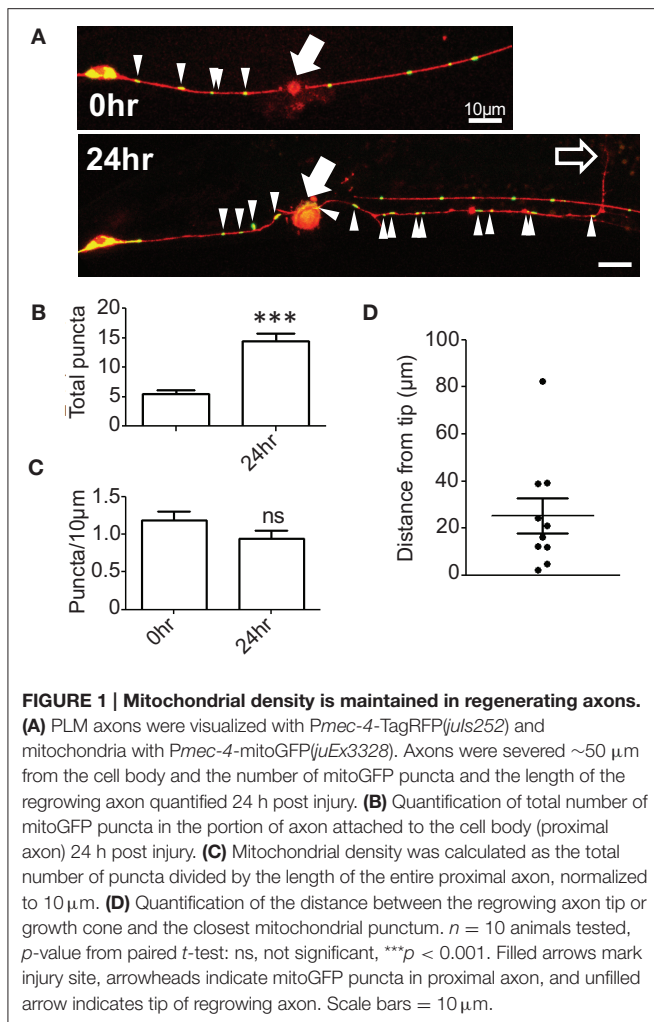 A
0hr
10µm
24hr
B
Total puncta
20
15
10
5
0
***
24hr
C
Puncta/10µm
1.5
1.0
0.5
0
ns
0hr
24hr
D
Distance from tip (µm)
100
80
60
40
20
0
FIGURE 1 | Mitochondrial density is maintained in regenerating axons.
(A) PLM axons were visualized with Pmec-4-TagRFP(juIs252) and
mitochondria with Pmec-4-mitoGFP(juEx3328). Axons were severed ∼50 µm
from the cell body and the number of mitoGFP puncta and the length of the
regrowing axon quantified 24 h post injury. (B) Quantification of total number of
mitoGFP puncta in the portion of axon attached to the cell body (proximal
axon) 24 h post injury. (C) Mitochondrial density was calculated as the total
number of puncta divided by the length of the entire proximal axon, normalized
to 10 µm. (D) Quantification of the distance between the regrowing axon tip or
growth cone and the closest mitochondrial punctum. n = 10 animals tested,
p-value from paired t-test: ns, not significant, ***p < 0.001. Filled arrows mark
injury site, arrowheads indicate mitoGFP puncta in proximal axon, and unfilled
arrow indicates tip of regrowing axon. Scale bars = 10 µm.